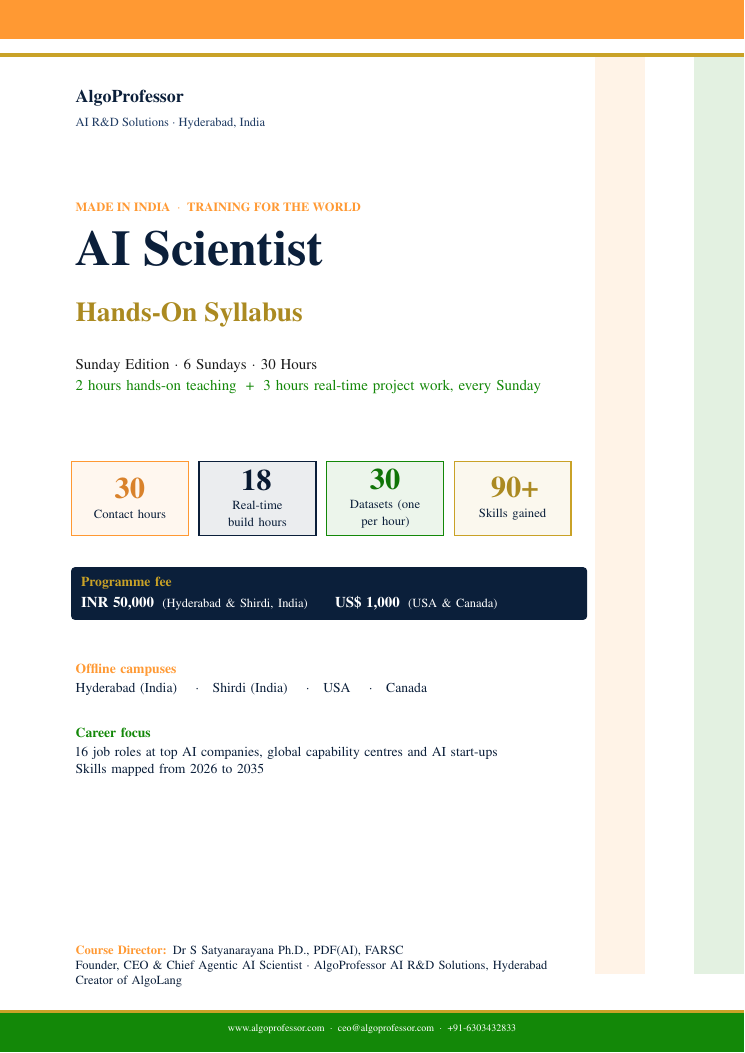 AlgoProfessor
AI R&D Solutions · Hyderabad, India
MADE IN INDIA · TRAINING FOR THE WORLD
AI Scientist
Hands-On Syllabus
Sunday Edition · 6 Sundays · 30 Hours
2 hours hands-on teaching + 3 hours real-time project work, every Sunday
30
Contact hours
18
Real-time
build hours
30
Datasets (one
per hour)
90+
Skills gained
Programme fee
INR 50,000 (Hyderabad & Shirdi, India) US$ 1,000 (USA & Canada)
Offline campuses
Hyderabad (India) · Shirdi (India) · USA · Canada
Career focus
16 job roles at top AI companies, global capability centres and AI start-ups
Skills mapped from 2026 to 2035
Course Director: Dr S Satyanarayana Ph.D., PDF(AI), FARSC
Founder, CEO & Chief Agentic AI Scientist · AlgoProfessor AI R&D Solutions, Hyderabad
Creator of AlgoLang
www.algoprofessor.com · ceo@algoprofessor.com · +91-6303432833